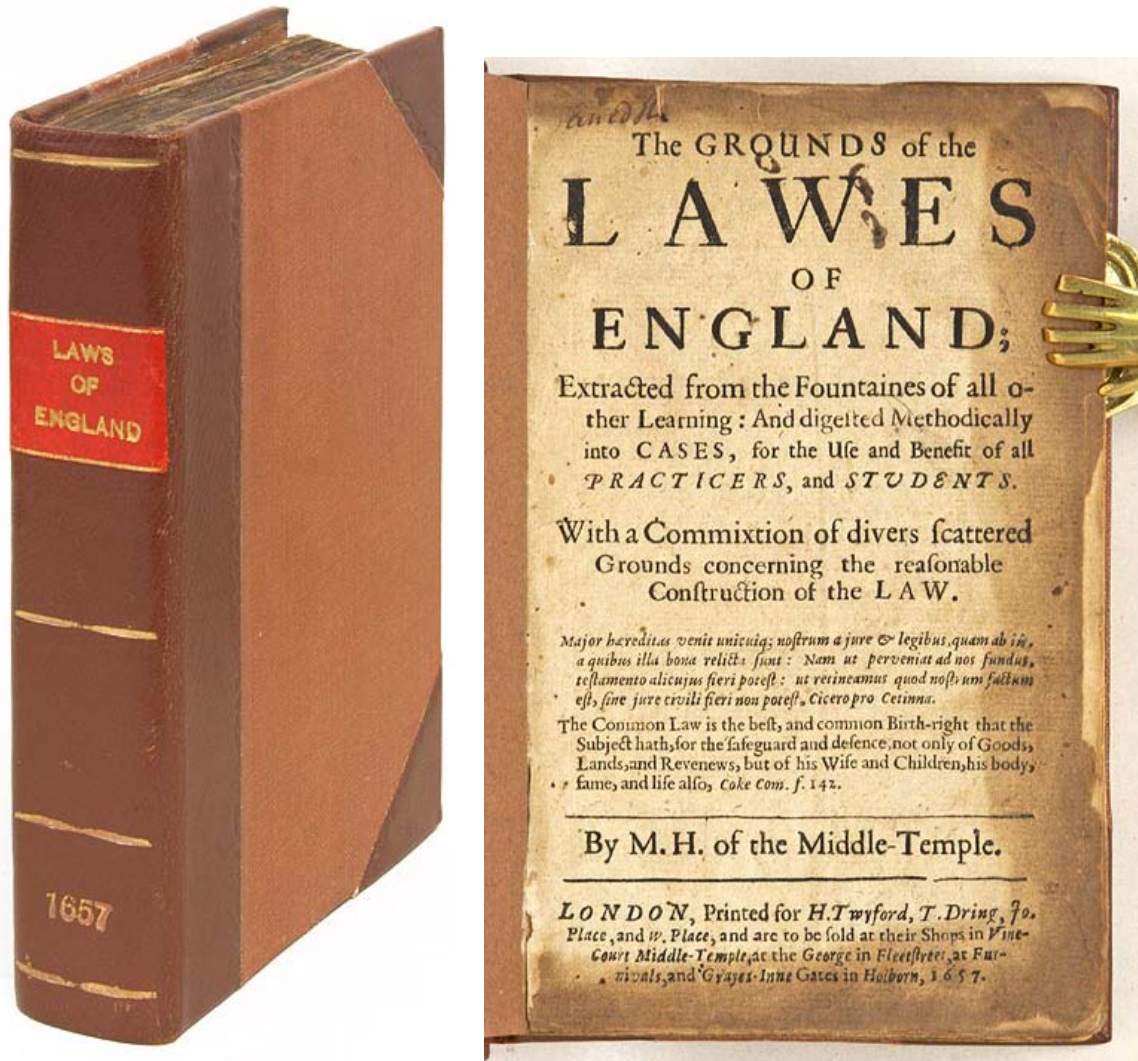 LAWS
OF
ENGLAND
1657
The GROUNDS of the
LAWES
OF
ENGLAND;
Extracted from the Fountaines of all o-
ther Learning: And digeſted Methodically
into CASES, for the Uſe and Benefit of all
PRACTICERS, and STVDENTS.
With a Commixtion of divers ſcattered
Grounds concerning the reaſonable
Conſtruction of the LAW.
Major hæreditas venit unicuiq; noſtrum a jure & legibus, quam ab iis,
a quibus illa bona relicta ſunt: Nam ut perveniat ad nos fundus,
teſtamento alicujus fieri poteſt: ut retineamus quod noſtrum factum
eſt, ſine jure civili fieri non poteſt. Cicero pro Cetinna.
The Common Law is the beſt, and common Birth-right that the
Subject hath, for the ſafeguard and defence, not only of Goods,
Lands, and Revenews, but of his Wife and Children, his body,
fame, and life alſo, Coke Com. f. 142.
By M. H. of the Middle-Temple.
LONDON, Printed for H. Twyford, T. Dring, Jo.
Place, and W. Place, and are to be ſold at their Shops in Vine-
Court Middle-Temple, at the George in Fleetſtreet, at Fur-
nivals, and Grayes-Inne Gates in Holborn, 1657.